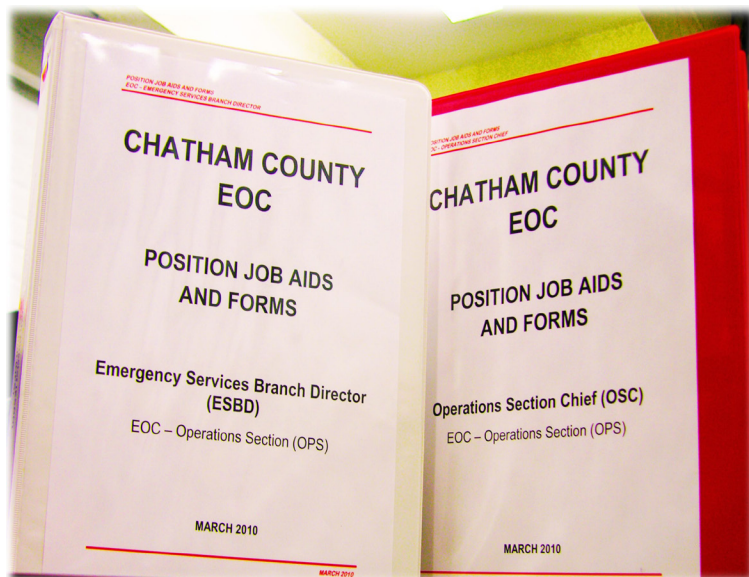 POSITION JOB AIDS AND FORMS
EOC - EMERGENCY SERVICES BRANCH DIRECTOR
CHATHAM COUNTY
EOC
POSITION JOB AIDS
AND FORMS
Emergency Services Branch Director
(ESBD)
EOC – Operations Section (OPS)
MARCH 2010
MARCH 2010
POSITION JOB AIDS AND FORMS
EOC - OPERATIONS SECTION CHIEF
CHATHAM COUNTY
EOC
POSITION JOB AIDS
AND FORMS
Operations Section Chief (OSC)
EOC – Operations Section (OPS)
MARCH 2010